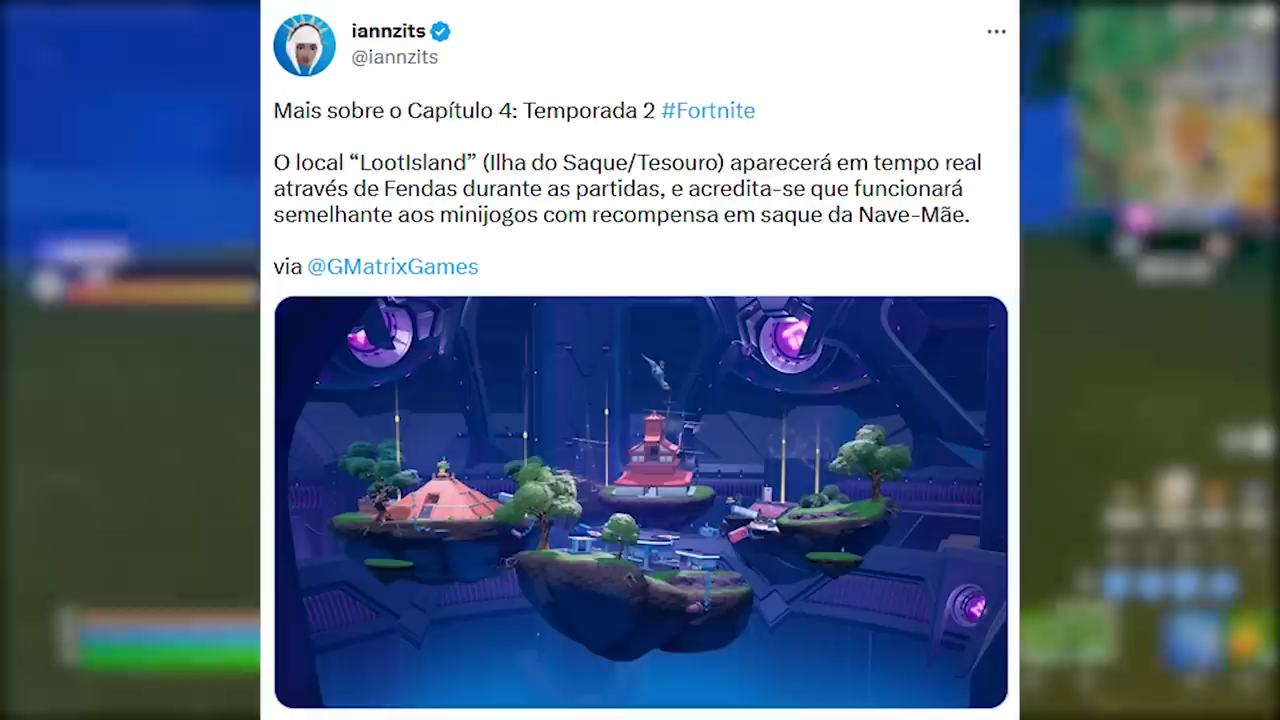 iannzits
@iannzits
Mais sobre o Capítulo 4: Temporada 2 #Fortnite
O local “LootIsland” (Ilha do Saque/Tesouro) aparecerá em tempo real
através de Fendas durante as partidas, e acredita-se que funcionará
semelhante aos minijogos com recompensa em saque da Nave-Mãe.
via @GMatrixGames